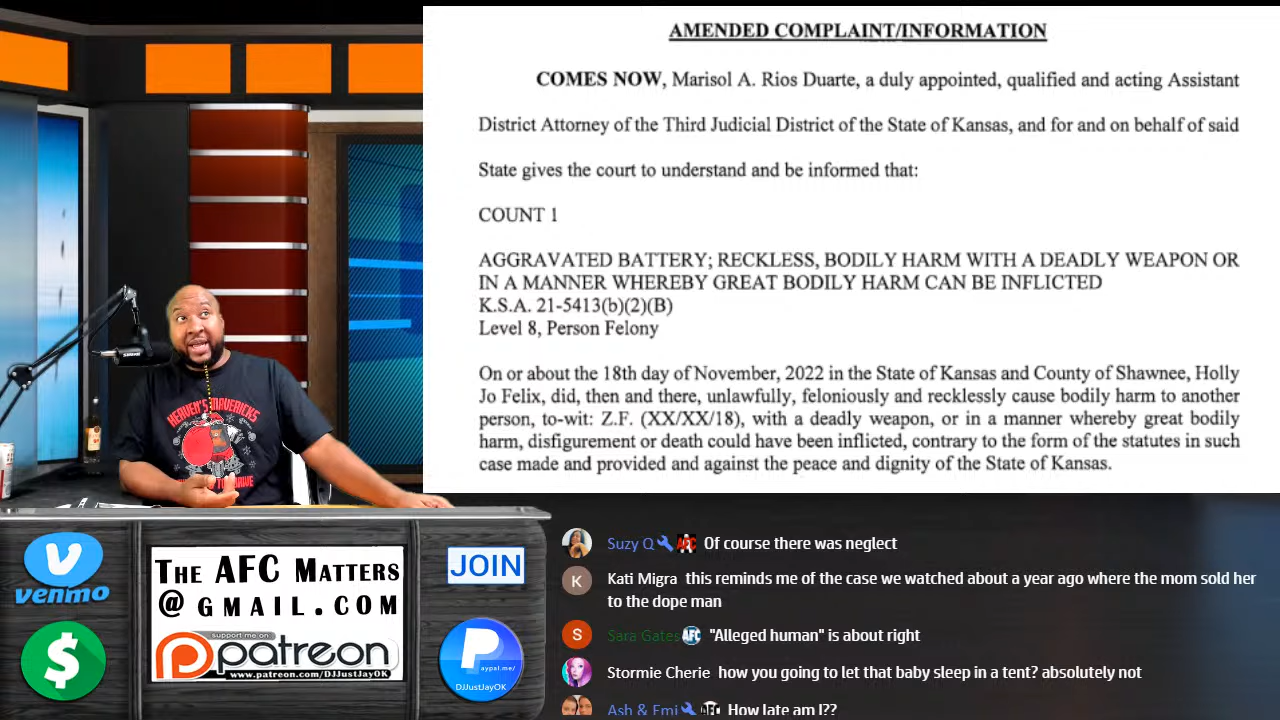 AMENDED COMPLAINT/INFORMATION
COMES NOW, Marisol A. Rios Duarte, a duly appointed, qualified and acting Assistant
District Attorney of the Third Judicial District of the State of Kansas, and for and on behalf of said
State gives the court to understand and be informed that:
COUNT 1
AGGRAVATED BATTERY; RECKLESS, BODILY HARM WITH A DEADLY WEAPON OR
IN A MANNER WHEREBY GREAT BODILY HARM CAN BE INFLICTED
K.S.A. 21-5413(b)(2)(B)
Level 8, Person Felony
On or about the 18th day of November, 2022 in the State of Kansas and County of Shawnee, Holly
Jo Felix, did, then and there, unlawfully, feloniously and recklessly cause bodily harm to another
person, to-wit: Z.F. (XX/XX/18), with a deadly weapon, or in a manner whereby great bodily
harm, disfigurement or death could have been inflicted, contrary to the form of the statutes in such
case made and provided and against the peace and dignity of the State of Kansas.
HEAVEN'S MAVERICKS
venmo
THE AFC MATTERS
@GMAIL.COM
support me on:
patreon
www.patreon.com/DJJustJayOK
JOIN
$
Paypal.me/
DJJustJayOK
Suzy Q AFC Of course there was neglect
K Kati Migra this reminds me of the case we watched about a year ago where the mom sold her
to the dope man
S Sara Gates AFC "Alleged human" is about right
Stormie Cherie how you going to let that baby sleep in a tent? absolutely not
Ash & Emi How late am I??